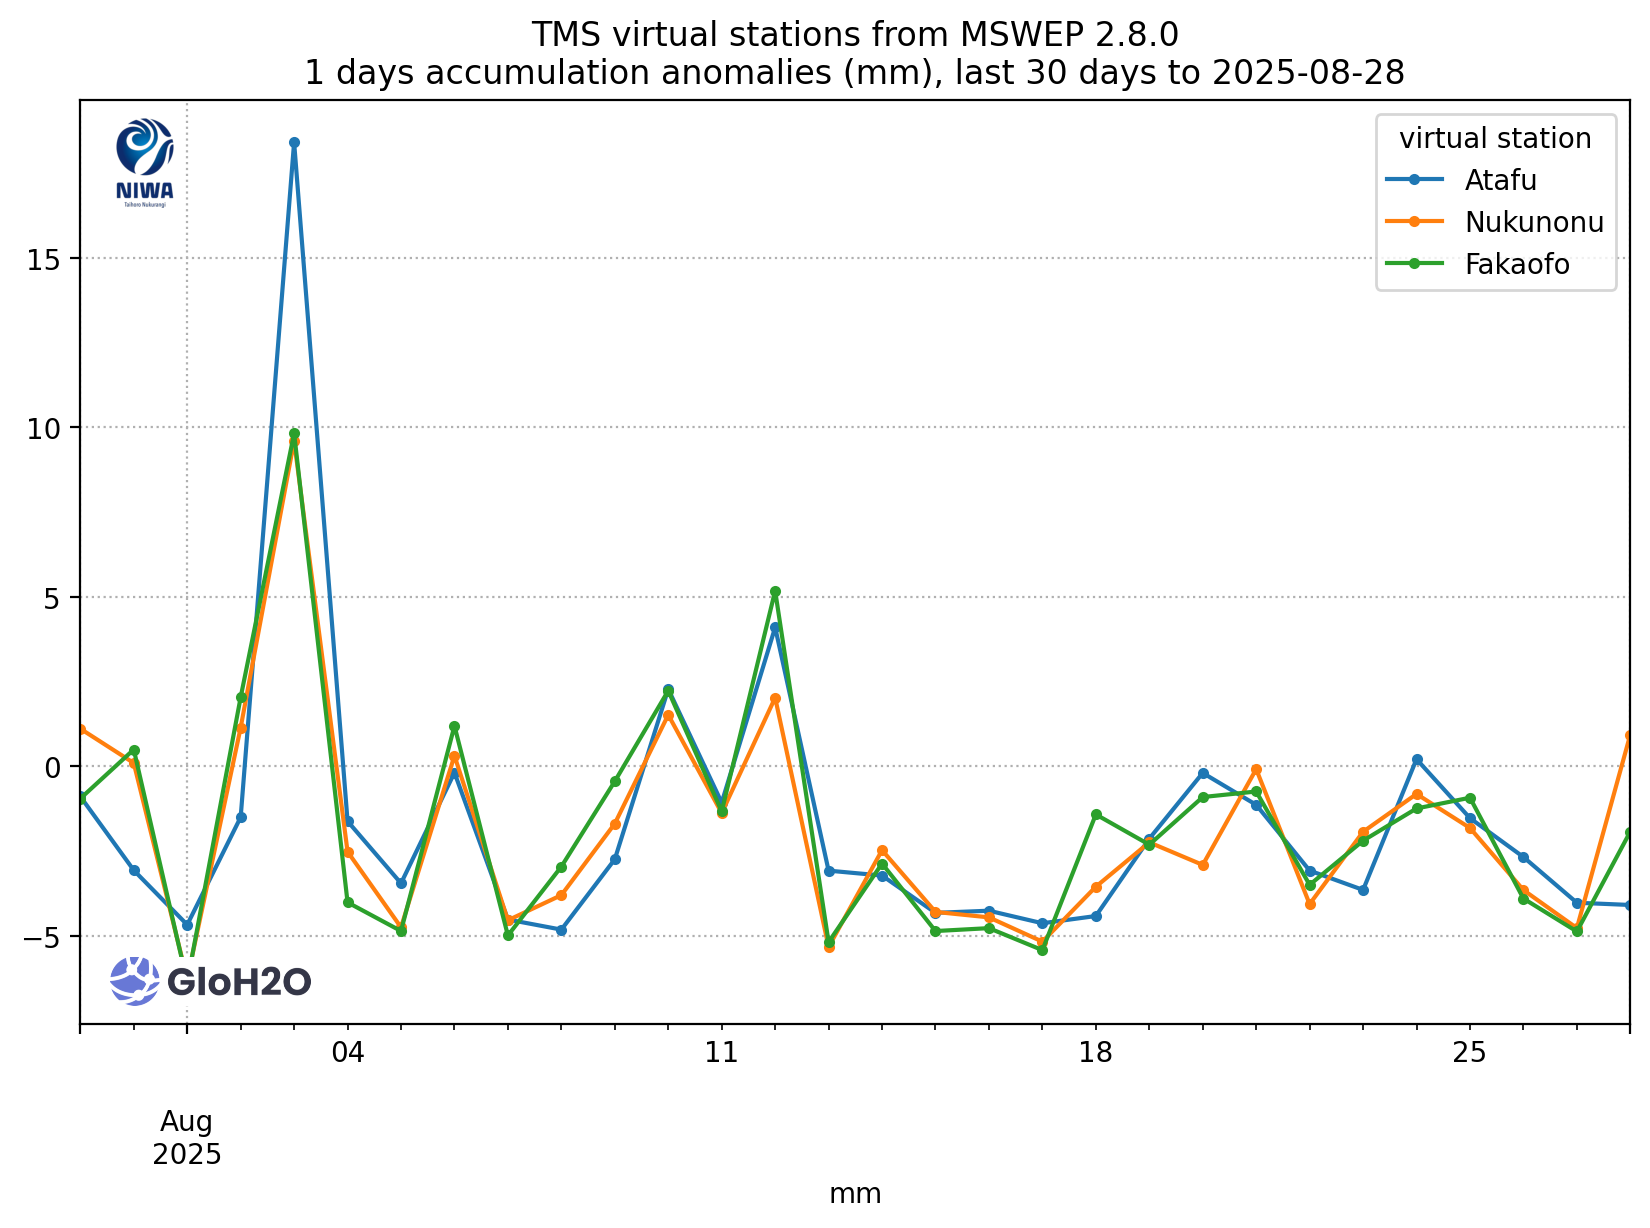 TMS virtual stations from MSWEP 2.8.0
1 days accumulation anomalies (mm), last 30 days to 2025-08-28
NIWA
Taihoro Nukurangi
virtual station
Atafu
Nukunonu
Fakaofo
15
10
5
0
−5
GloH2O
04
11
18
25
Aug
2025
mm